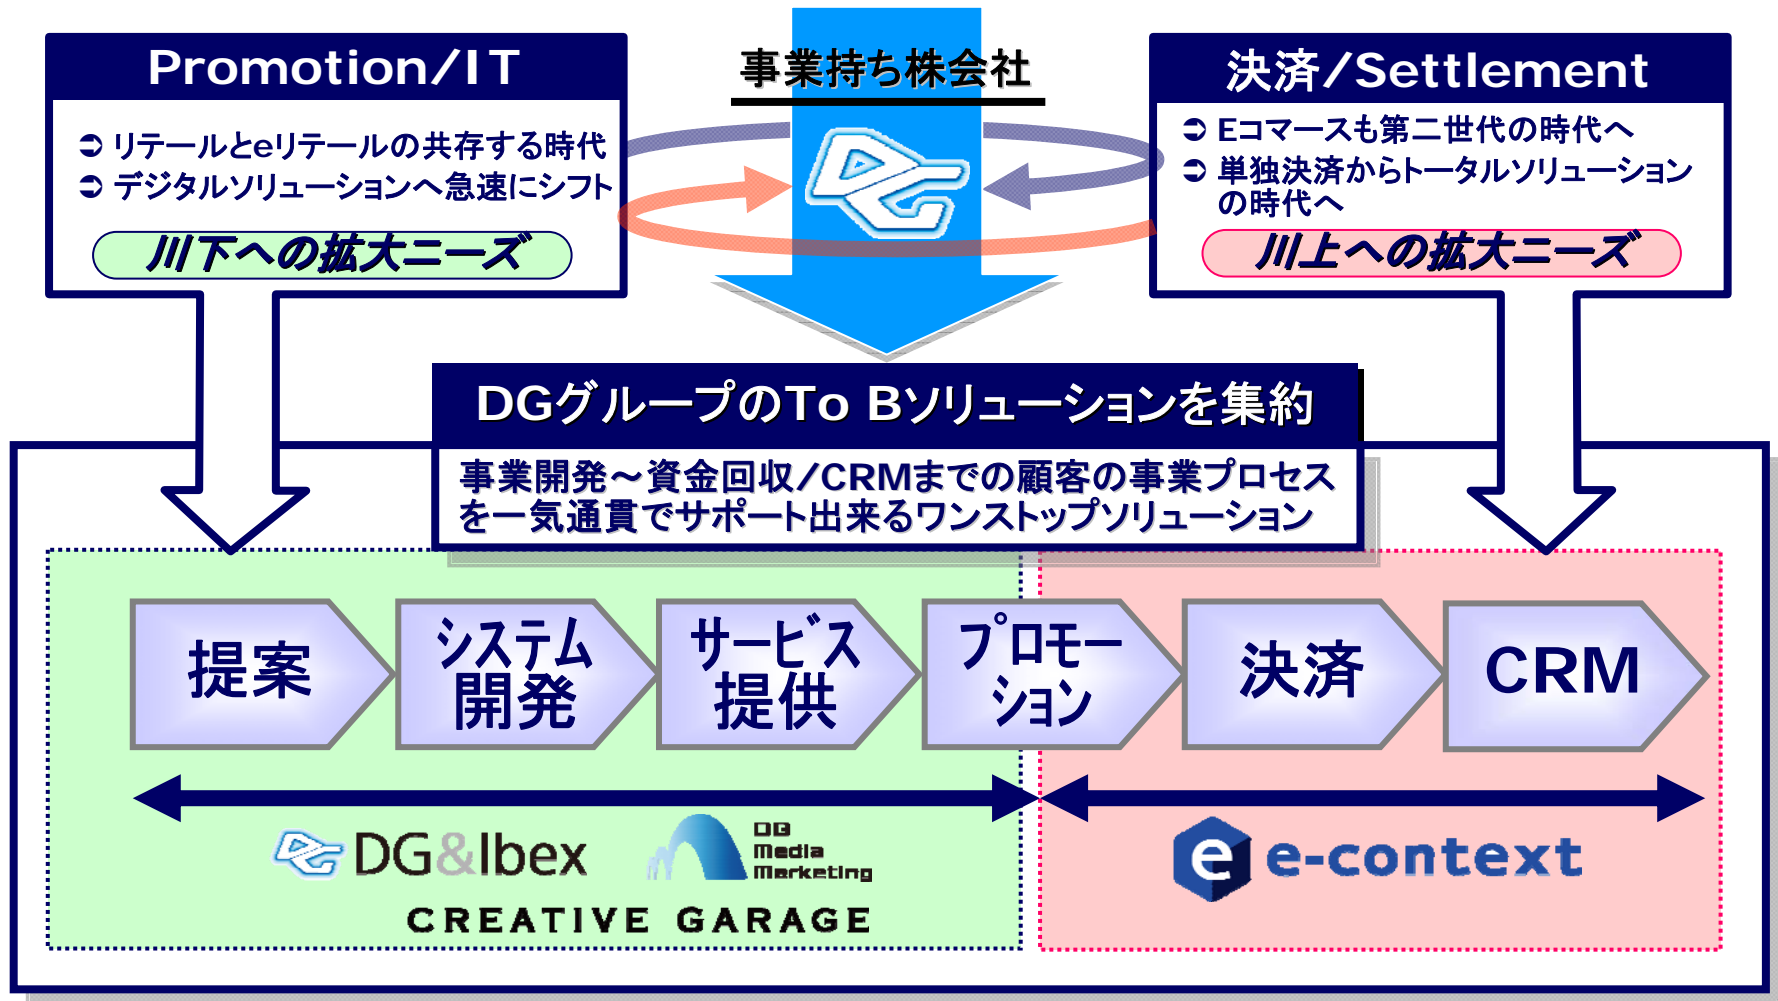 Promotion/IT
➲ リテールとeリテールの共存する時代
➲ デジタルソリューションへ急速にシフト
川下への拡大ニーズ
事業持ち株会社
DG
決済/Settlement
➲ Eコマースも第二世代の時代へ
➲ 単独決済からトータルソリューション
の時代へ
川上への拡大ニーズ
DGグループのTo Bソリューションを集約
事業開発～資金回収/CRMまでの顧客の事業プロセス
を一気通貫でサポート出来るワンストップソリューション
提案
システム
開発
サービス
提供
プロモー
ション
決済
CRM
DG DG&Ibex
DG
Media
Marketing
CREATIVE GARAGE
e e-context